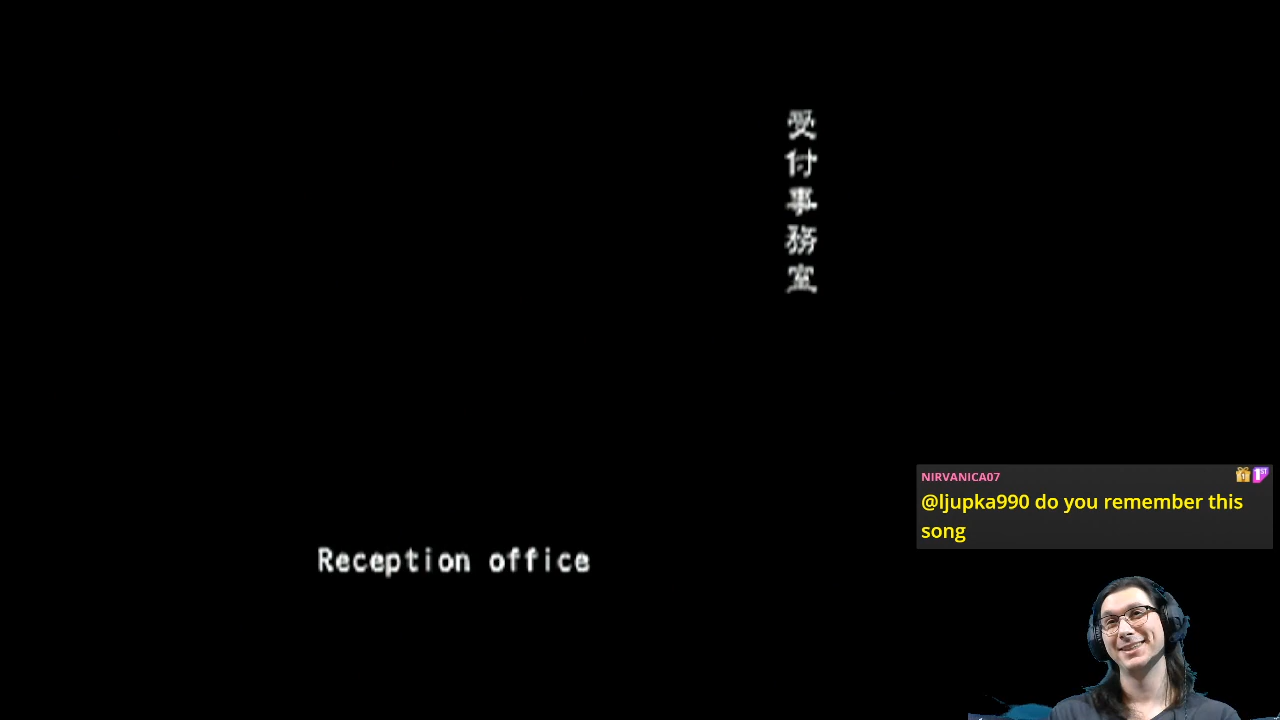 受付事務室
Reception office
NIRVANICA07
@ljupka990 do you remember this
song